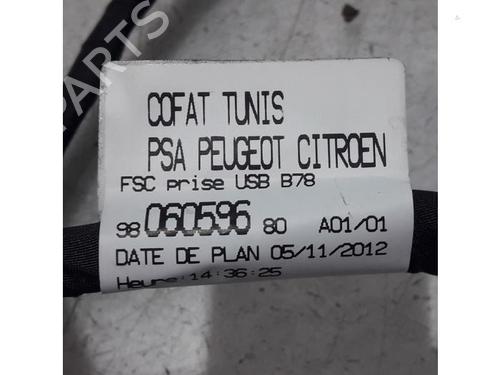 COFAT TUNIS
PSA PEUGEOT CITROEN
FSC prise USB B78
98 060596 80 A01/01
DATE DE PLAN 05/11/2012
Heure:14:36:25
PARTS